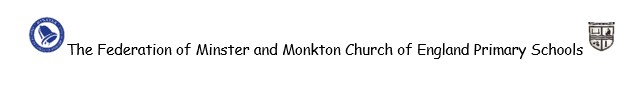 The Federation of Minster and Monkton Church of England Primary Schools